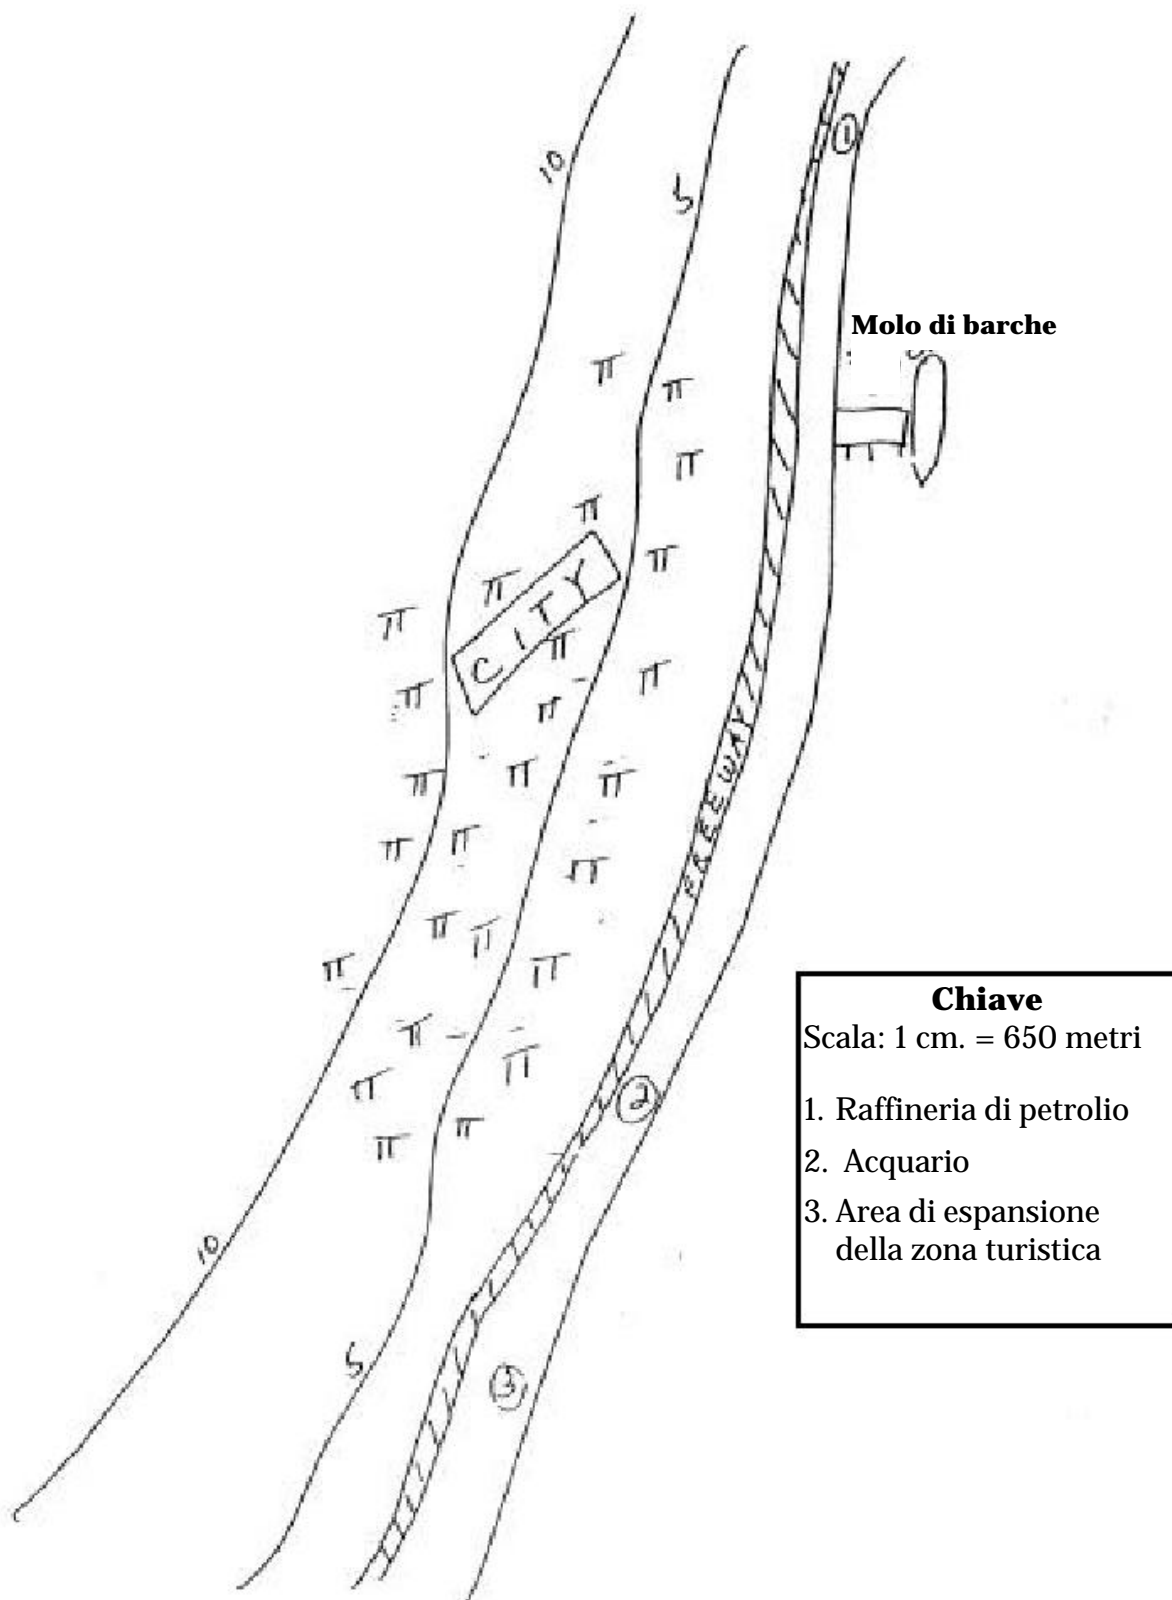 10
5
1
Molo di barche
CITY
FREEWAY
Chiave
Scala: 1 cm. = 650 metri
1. Raffineria di petrolio
2. Acquario
3. Area di espansione
della zona turistica
2
10
5
3